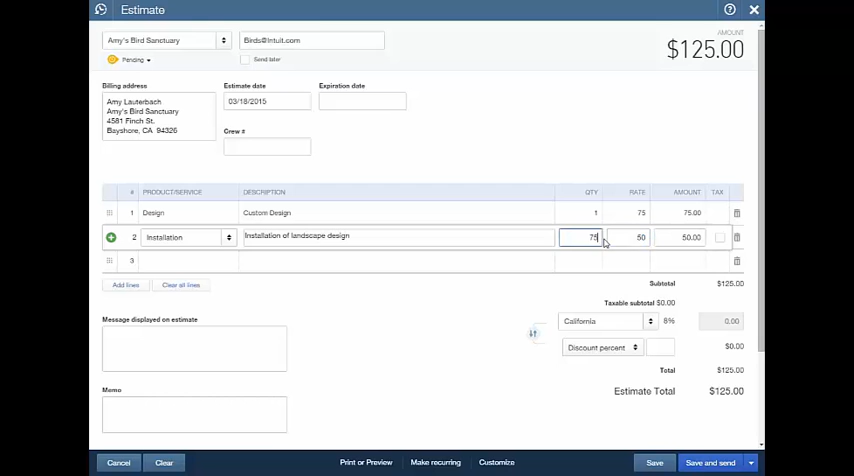 Estimate
AMOUNT
$125.00
Amy's Bird Sanctuary
Birds@Intuit.com
Pending
Send later
Billing address
Amy Lauterbach
Amy's Bird Sanctuary
4581 Finch St.
Bayshore, CA 94326
Estimate date
03/18/2015
Expiration date
Crew #
# PRODUCT/SERVICE DESCRIPTION QTY RATE AMOUNT TAX
1 Design Custom Design 1 75 75.00
2 Installation Installation of landscape design 75 50 50.00
3
Add lines Clear all lines
Subtotal $125.00
Taxable subtotal $0.00
California 8% 0.00
Discount percent $0.00
Total $125.00
Estimate Total $125.00
Message displayed on estimate
Memo
Cancel Clear Print or Preview Make recurring Customize Save Save and send